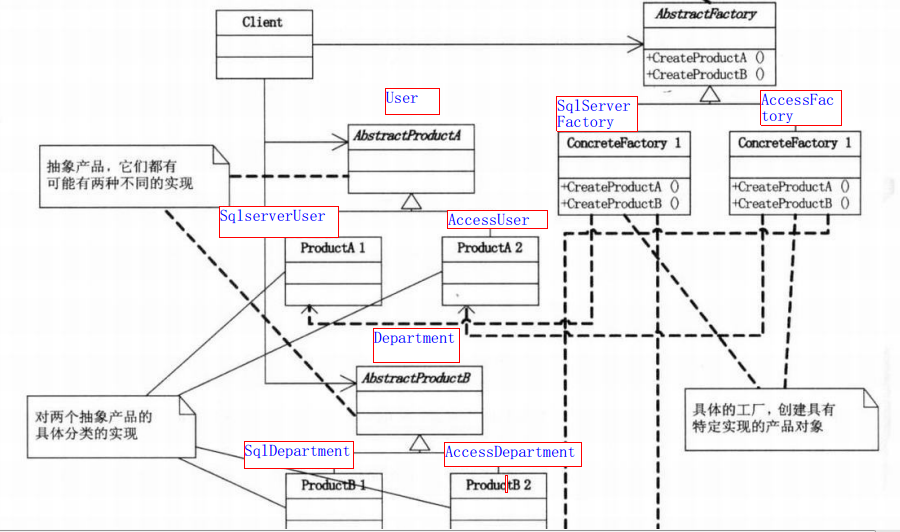 Client
AbstractFactory
+CreateProductA ()
+CreateProductB ()
User
SqlServer
Factory
AccessFac
tory
AbstractProductA
ConcreteFactory 1
ConcreteFactory 1
抽象产品，它们都有
可能有两种不同的实现
+CreateProductA ()
+CreateProductB ()
+CreateProductA ()
+CreateProductB ()
SqlserverUser
AccessUser
ProductA 1
ProductA 2
Department
AbstractProductB
对两个抽象产品的
具体分类的实现
具体的工厂，创建具有
特定实现的产品对象
SqlDepartment
AccessDepartment
ProductB 1
ProductB 2